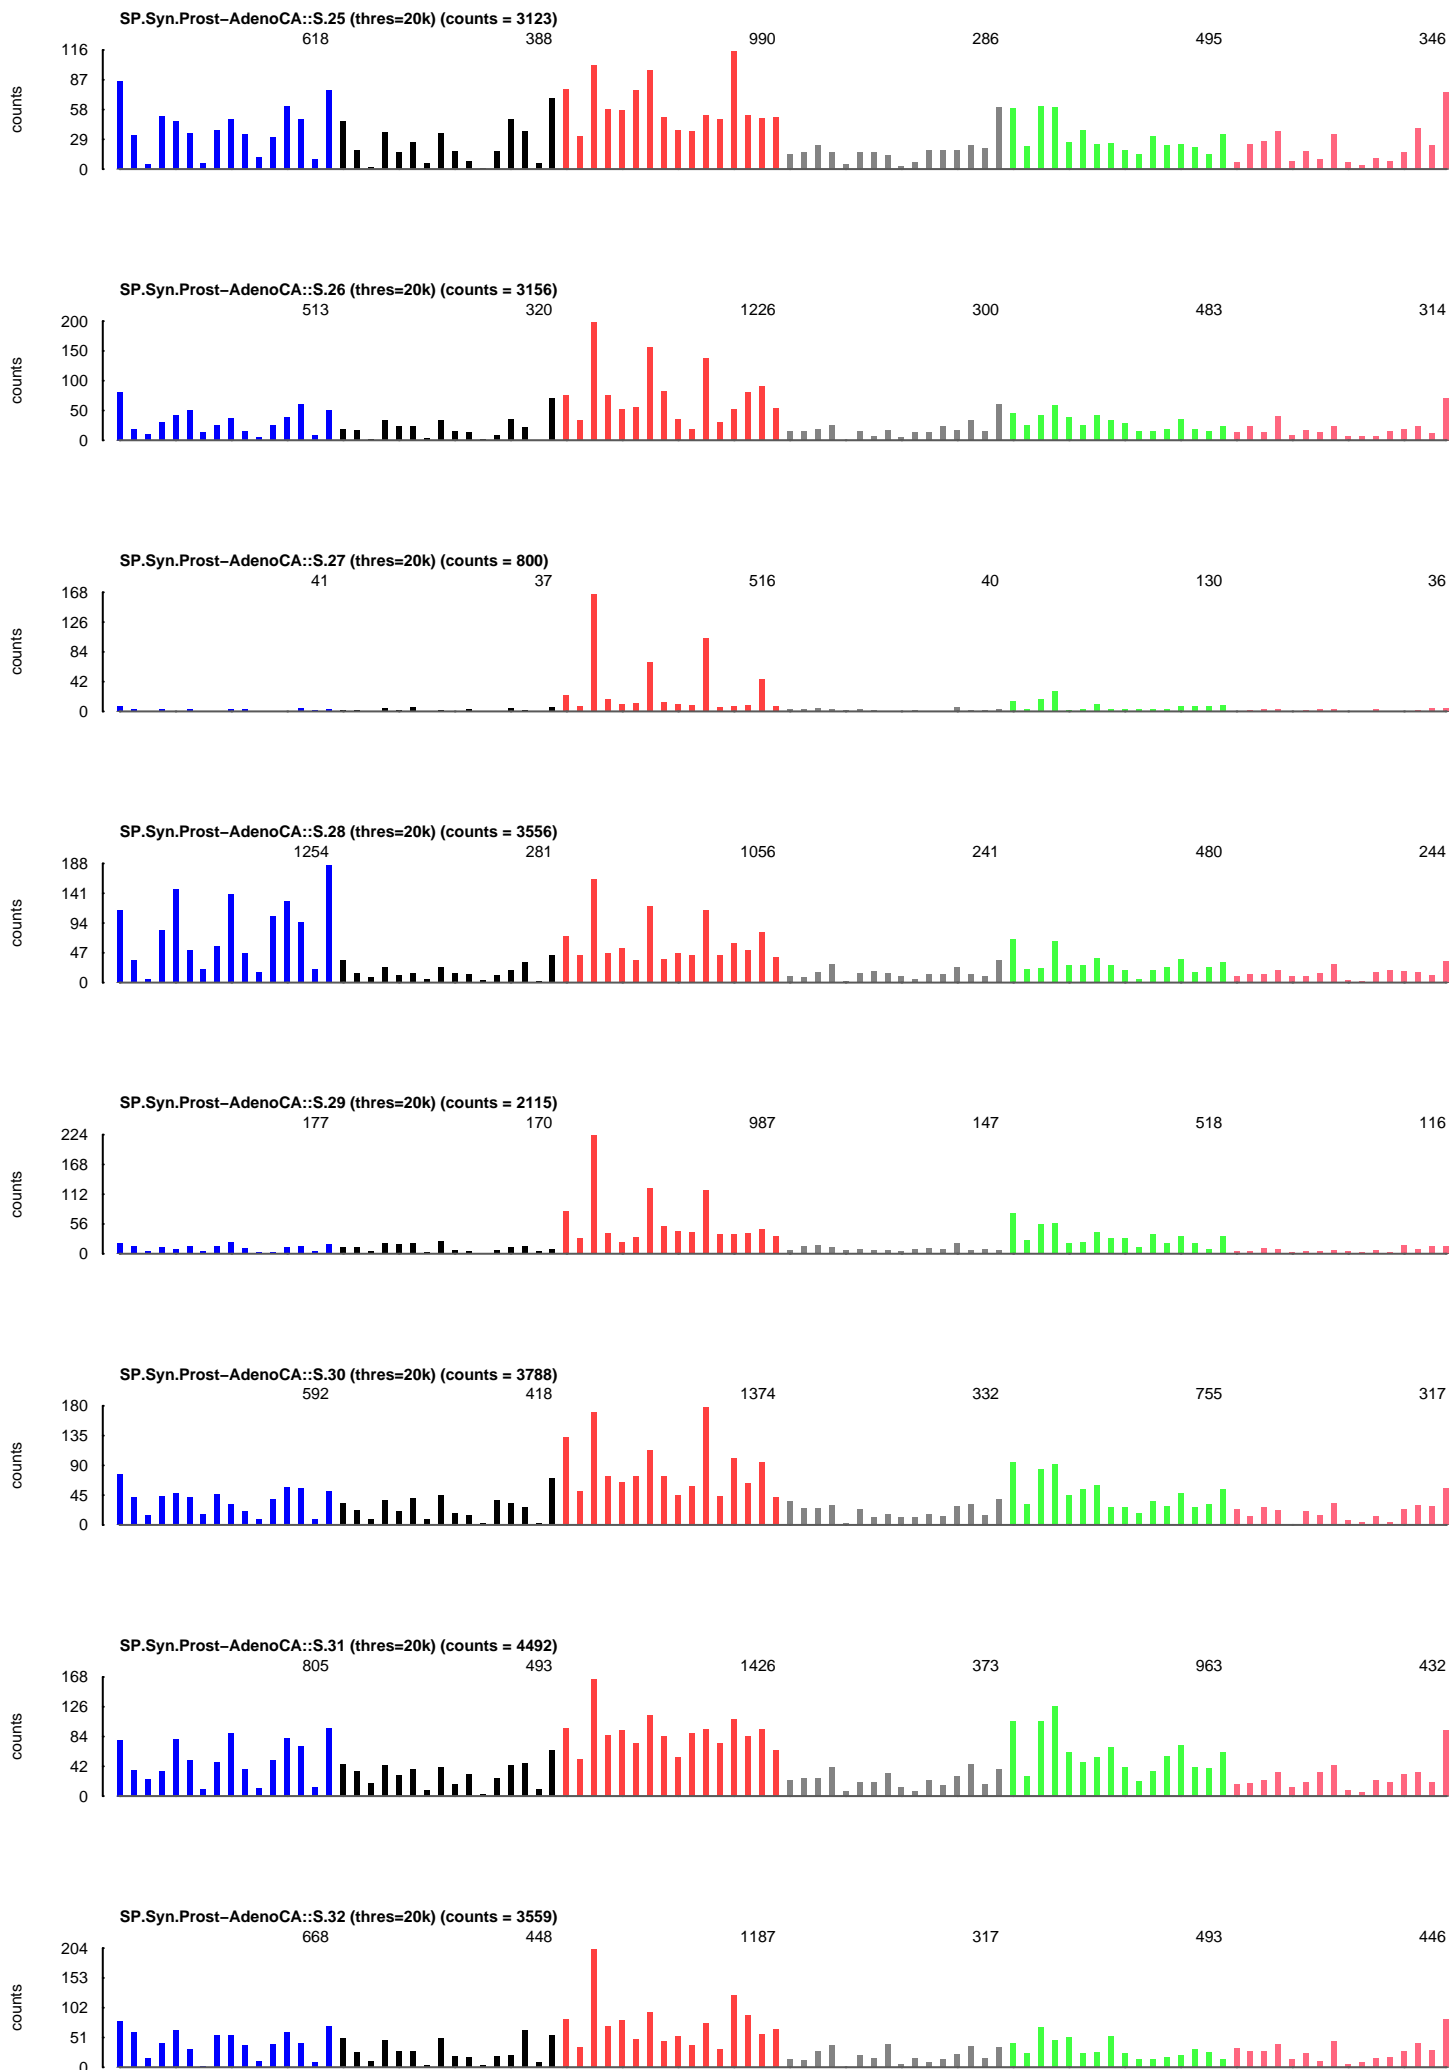 SP.Syn.Prost−AdenoCA::S.25 (thres=20k) (counts = 3123)
618 388 990 286 495 346
116
87
58
29
0
counts
SP.Syn.Prost−AdenoCA::S.26 (thres=20k) (counts = 3156)
513 320 1226 300 483 314
200
150
100
50
0
counts
SP.Syn.Prost−AdenoCA::S.27 (thres=20k) (counts = 800)
41 37 516 40 130 36
168
126
84
42
0
counts
SP.Syn.Prost−AdenoCA::S.28 (thres=20k) (counts = 3556)
1254 281 1056 241 480 244
188
141
94
47
0
counts
SP.Syn.Prost−AdenoCA::S.29 (thres=20k) (counts = 2115)
177 170 987 147 518 116
224
168
112
56
0
counts
SP.Syn.Prost−AdenoCA::S.30 (thres=20k) (counts = 3788)
592 418 1374 332 755 317
180
135
90
45
0
counts
SP.Syn.Prost−AdenoCA::S.31 (thres=20k) (counts = 4492)
805 493 1426 373 963 432
168
126
84
42
0
counts
SP.Syn.Prost−AdenoCA::S.32 (thres=20k) (counts = 3559)
668 448 1187 317 493 446
204
153
102
51
0
counts